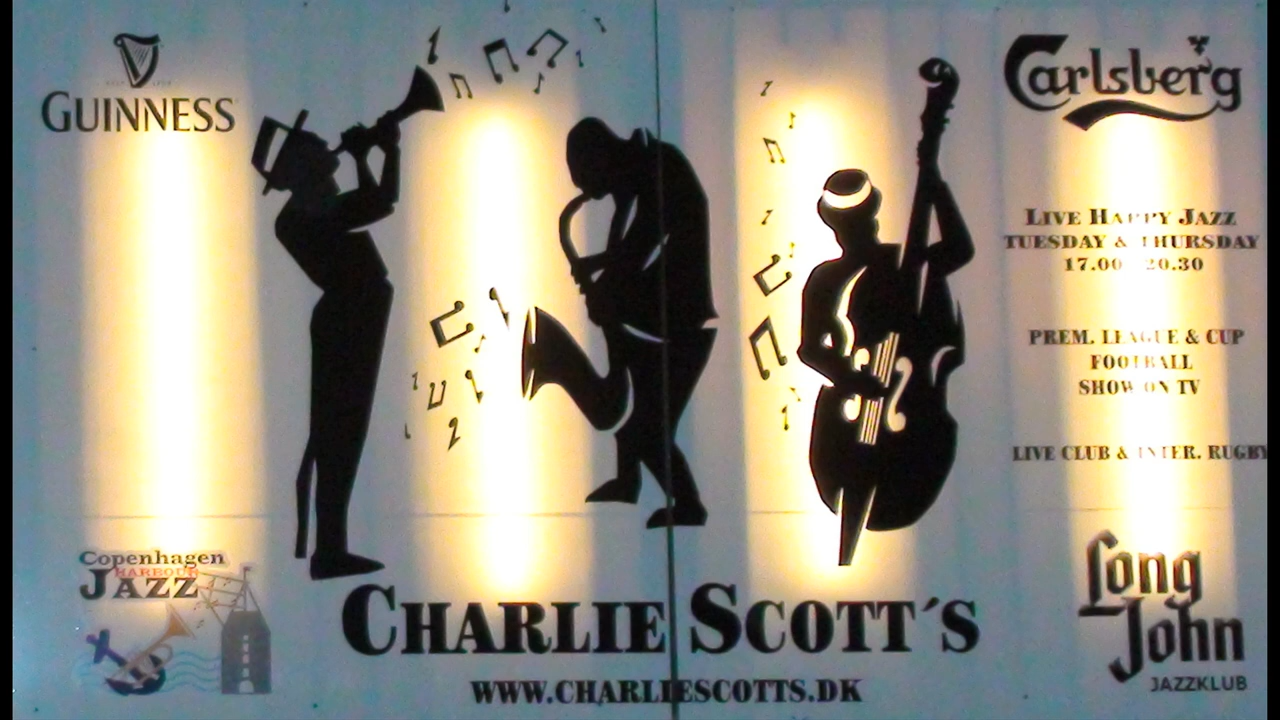 GUINNESS
Carlsberg
LIVE HAPPY JAZZ
TUESDAY & THURSDAY
17.00 20.30
PREM. LEAGUE & CUP
FOOTBALL
SHOW ON TV
LIVE CLUB & INTER. RUGBY
Copenhagen
HARBOUR
JAZZ
CHARLIE SCOTT´S
WWW.CHARLIESCOTTS.DK
Long
John
JAZZKLUB